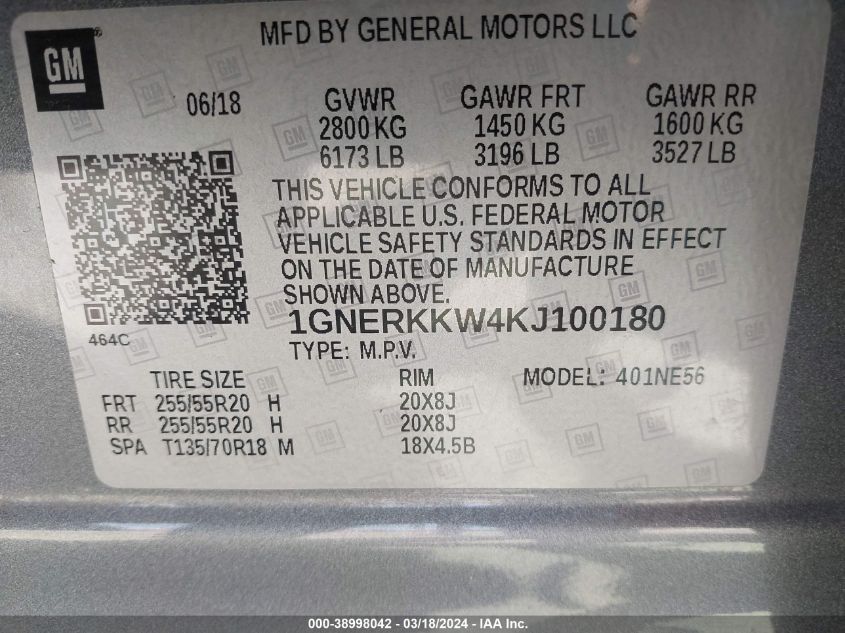 MFD BY GENERAL MOTORS LLC
GM
06/18 GVWR GAWR FRT GAWR RR
2800 KG 1450 KG 1600 KG
6173 LB 3196 LB 3527 LB
THIS VEHICLE CONFORMS TO ALL
APPLICABLE U.S. FEDERAL MOTOR
VEHICLE SAFETY STANDARDS IN EFFECT
ON THE DATE OF MANUFACTURE
SHOWN ABOVE.
464C
1GNERKKW4KJ100180
TYPE: M.P.V.
TIRE SIZE RIM MODEL: 401NE56
FRT 255/55R20 H 20X8J
RR 255/55R20 H 20X8J
SPA T135/70R18 M 18X4.5B
000-38998042 - 03/18/2024 - IAA Inc.